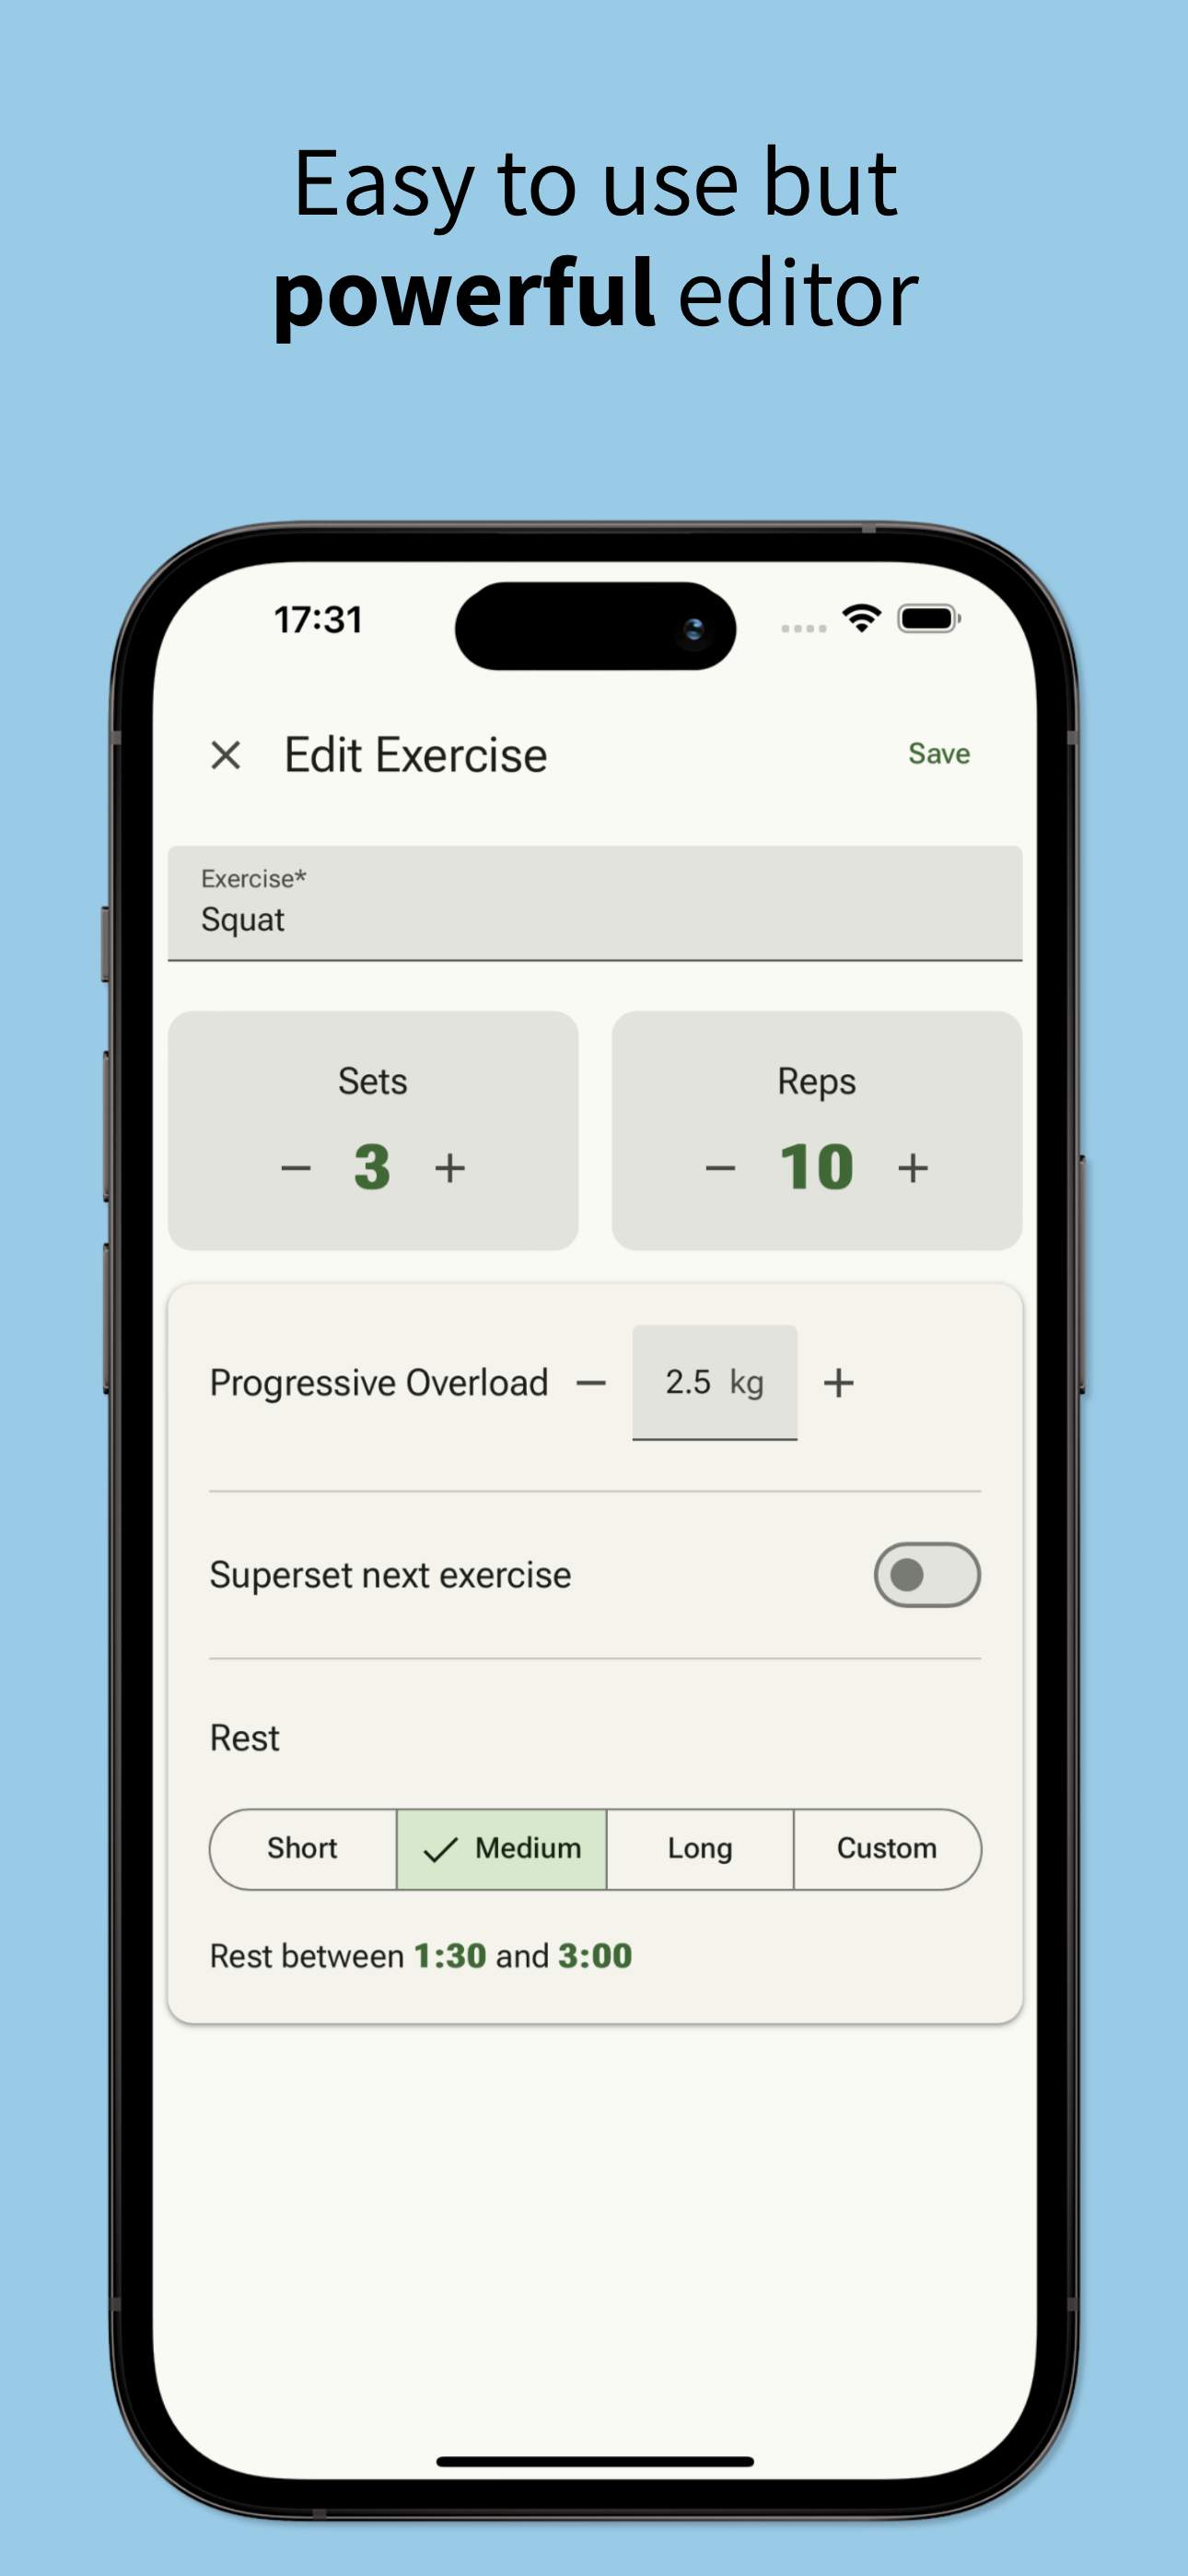 Easy to use but
powerful editor
17:31
Edit Exercise
Save
Exercise*
Squat
Sets
Reps
− 3 +
− 10 +
Progressive Overload − 2.5 kg +
Superset next exercise
Rest
Short
Medium
Long
Custom
Rest between 1:30 and 3:00